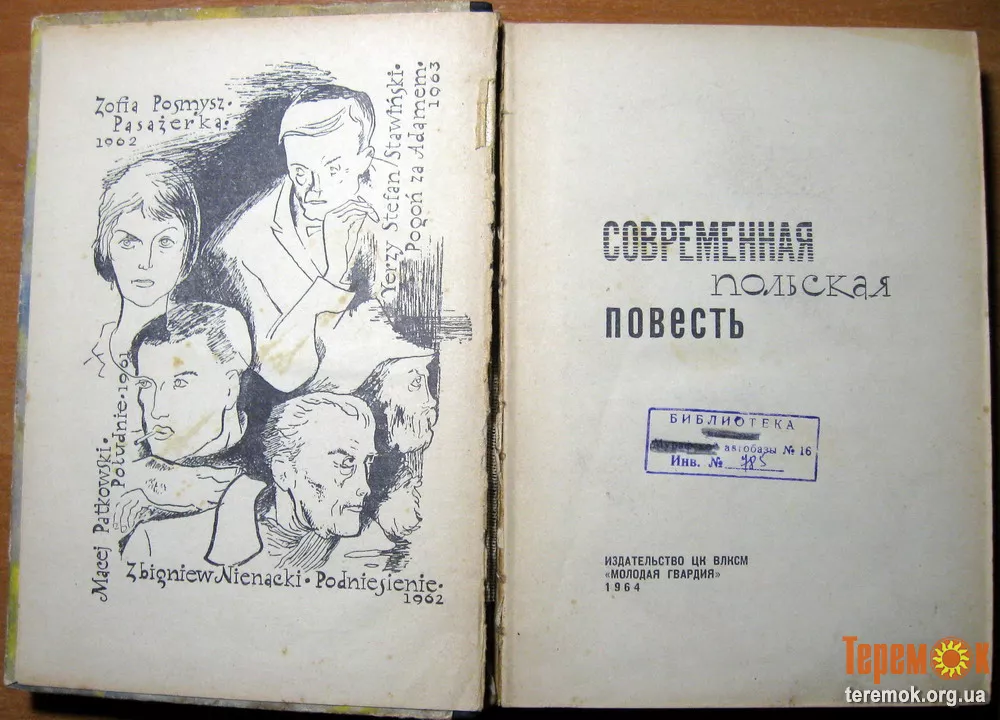 Zofia Posmysz·
Pasażerka·
1962
Jerzy Stefan Stawiński·
Pogoń za Adamem·
1963
Maciej Patkowski·
Południe·1961
Zbigniew Nienacki·Podniesienie·
1962
СОВРЕМЕННАЯ
польская
ПОВЕСТЬ
БИБЛИОТЕКА
автобазы № 16
Инв. № 785
ИЗДАТЕЛЬСТВО ЦК ВЛКСМ
«МОЛОДАЯ ГВАРДИЯ»
1964
Теремок
teremok.org.ua